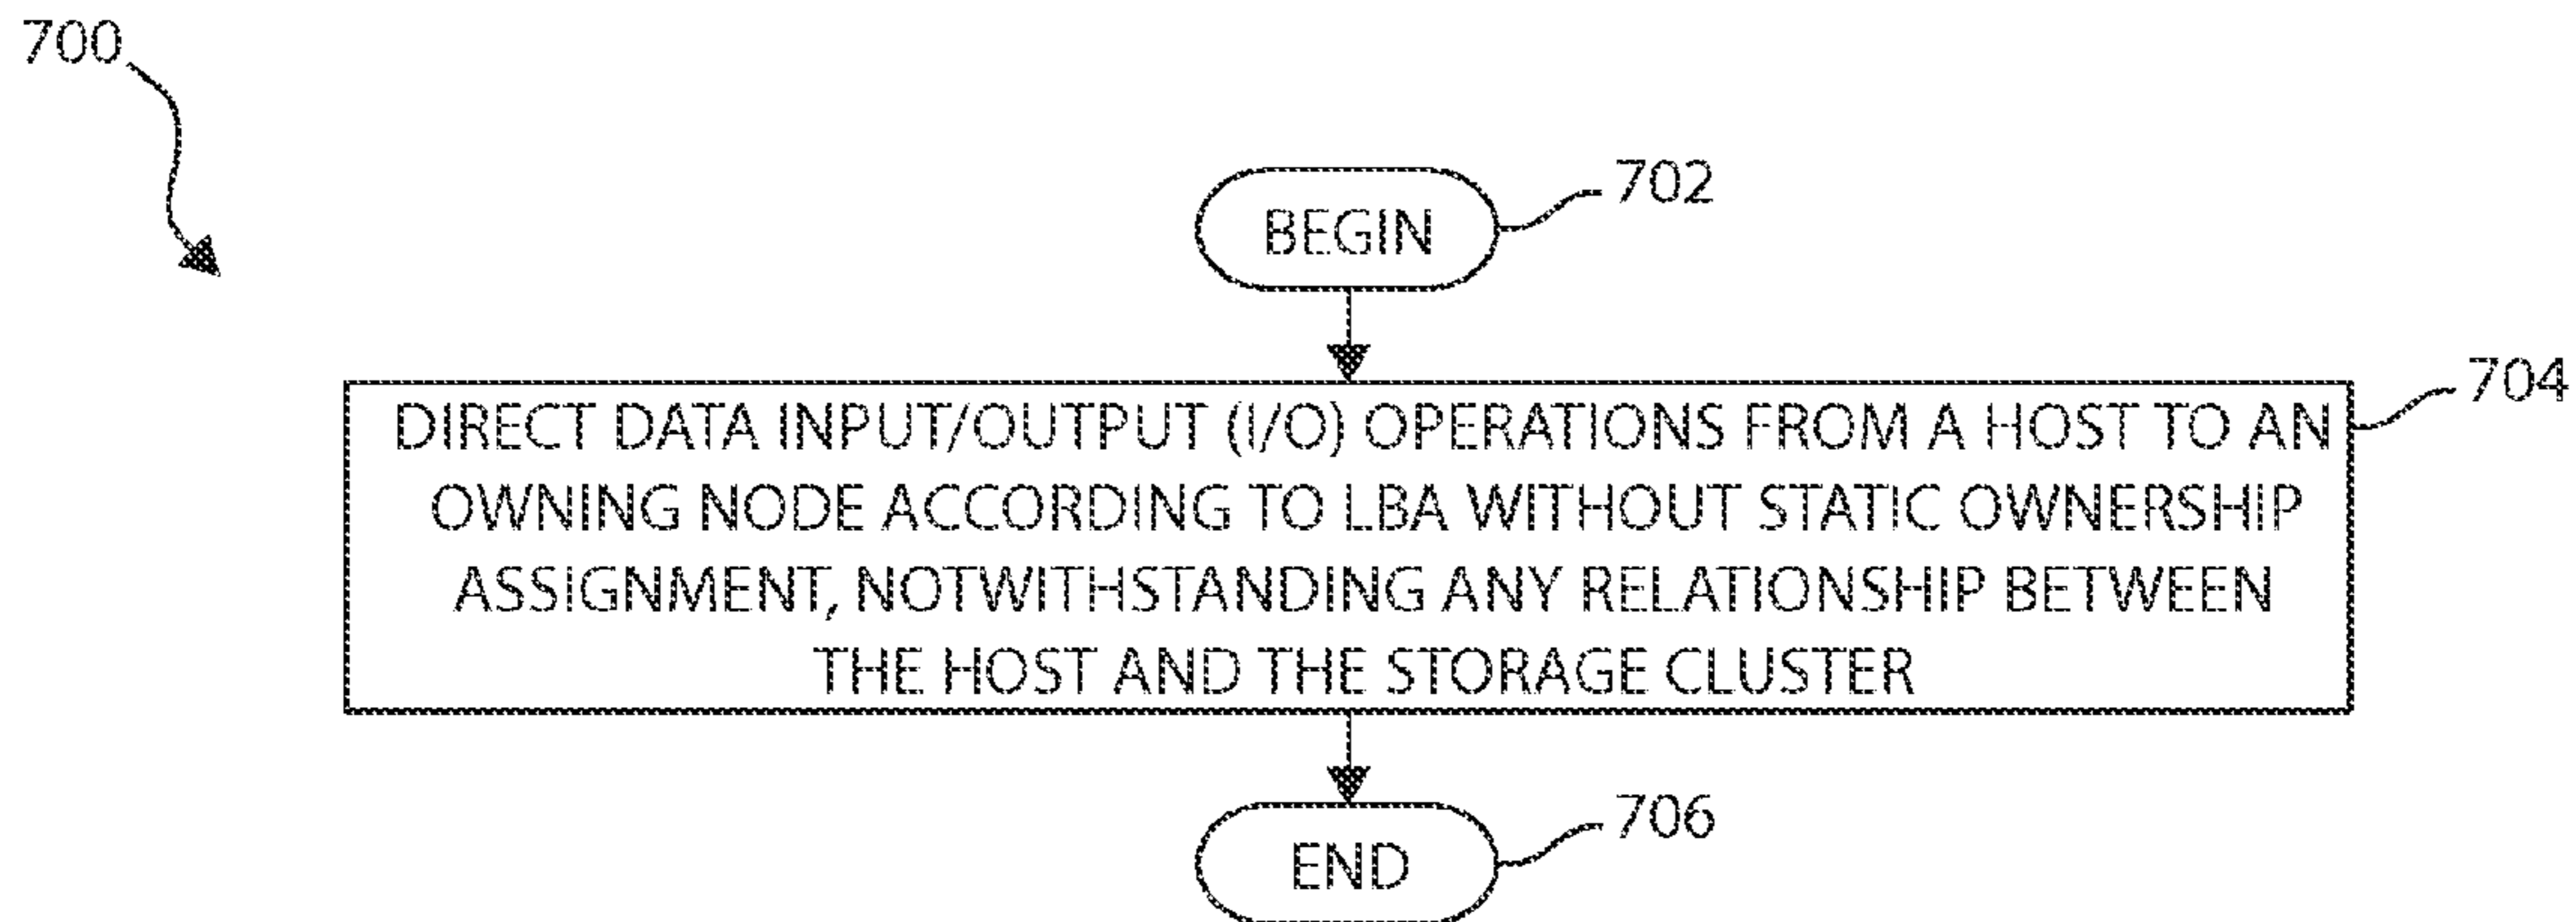 700
BEGIN
702
DIRECT DATA INPUT/OUTPUT (I/O) OPERATIONS FROM A HOST TO AN
704
OWNING NODE ACCORDING TO LBA WITHOUT STATIC OWNERSHIP
ASSIGNMENT, NOTWITHSTANDING ANY RELATIONSHIP BETWEEN
THE HOST AND THE STORAGE CLUSTER
END
706